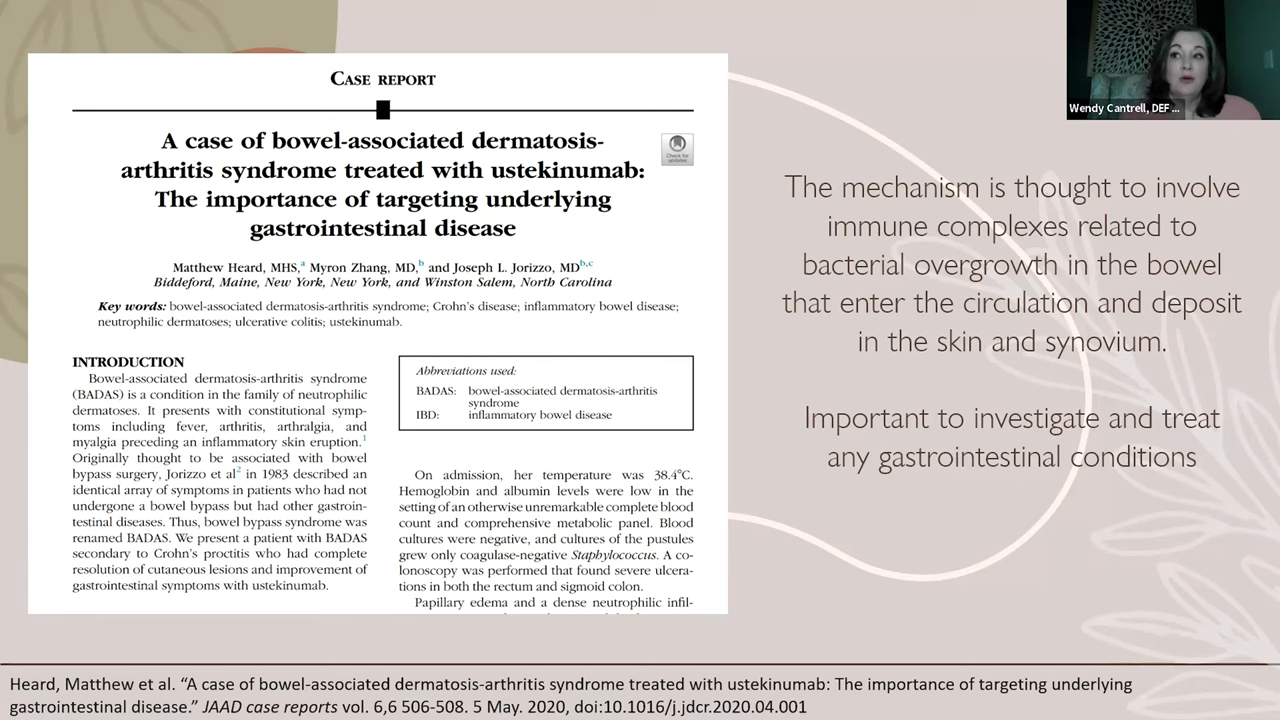 Wendy Cantrell, DEF ...
CASE REPORT
A case of bowel-associated dermatosis-
arthritis syndrome treated with ustekinumab:
The importance of targeting underlying
gastrointestinal disease
Check for
updates
Matthew Heard, MHS,a Myron Zhang, MD,b and Joseph L. Jorizzo, MDb,c
Biddeford, Maine, New York, New York, and Winston Salem, North Carolina
Key words: bowel-associated dermatosis-arthritis syndrome; Crohn's disease; inflammatory bowel disease;
neutrophilic dermatoses; ulcerative colitis; ustekinumab.
INTRODUCTION
Bowel-associated dermatosis-arthritis syndrome
(BADAS) is a condition in the family of neutrophilic
dermatoses. It presents with constitutional symp-
toms including fever, arthritis, arthralgia, and
myalgia preceding an inflammatory skin eruption.1
Originally thought to be associated with bowel
bypass surgery, Jorizzo et al2 in 1983 described an
identical array of symptoms in patients who had not
undergone a bowel bypass but had other gastroin-
testinal diseases. Thus, bowel bypass syndrome was
renamed BADAS. We present a patient with BADAS
secondary to Crohn's proctitis who had complete
resolution of cutaneous lesions and improvement of
gastrointestinal symptoms with ustekinumab.
Abbreviations used:
BADAS: bowel-associated dermatosis-arthritis
syndrome
IBD: inflammatory bowel disease
On admission, her temperature was 38.4°C.
Hemoglobin and albumin levels were low in the
setting of an otherwise unremarkable complete blood
count and comprehensive metabolic panel. Blood
cultures were negative, and cultures of the pustules
grew only coagulase-negative Staphylococcus. A co-
lonoscopy was performed that found severe ulcera-
tions in both the rectum and sigmoid colon.
Papillary edema and a dense neutrophilic infil-
The mechanism is thought to involve
immune complexes related to
bacterial overgrowth in the bowel
that enter the circulation and deposit
in the skin and synovium.
Important to investigate and treat
any gastrointestinal conditions
Heard, Matthew et al. “A case of bowel-associated dermatosis-arthritis syndrome treated with ustekinumab: The importance of targeting underlying
gastrointestinal disease.” JAAD case reports vol. 6,6 506-508. 5 May. 2020, doi:10.1016/j.jdcr.2020.04.001